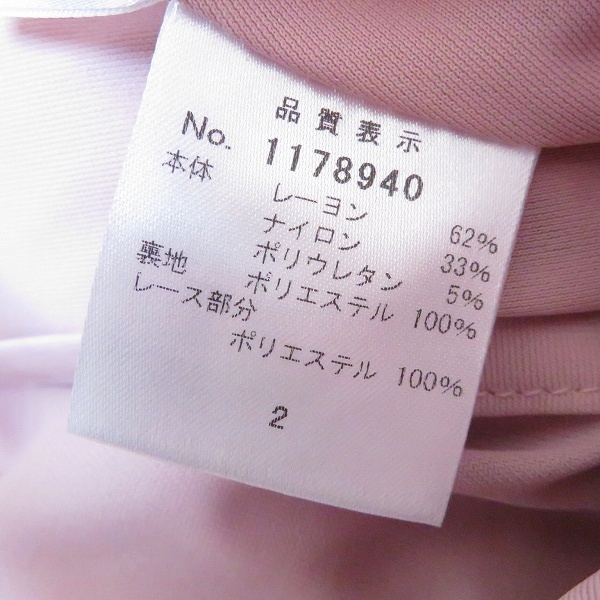 品質表示
No. 1178940
本体
レーヨン 62%
ナイロン 33%
ポリウレタン 5%
裏地 ポリエステル 100%
レース部分
ポリエステル 100%
2